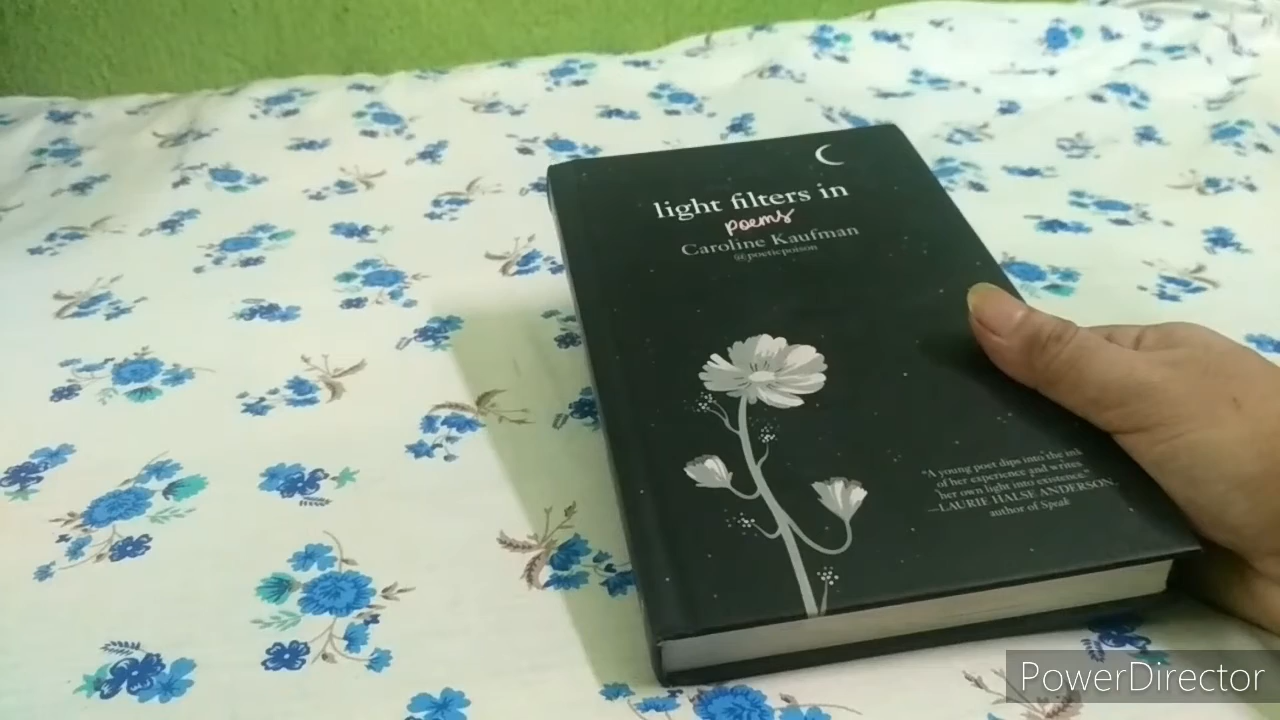 light filters in
poems
Caroline Kaufman
@poeticpoison
"A young poet dips into the ink
of her experience and writes
her own light into existence."
—LAURIE HALSE ANDERSON,
author of Speak
PowerDirector